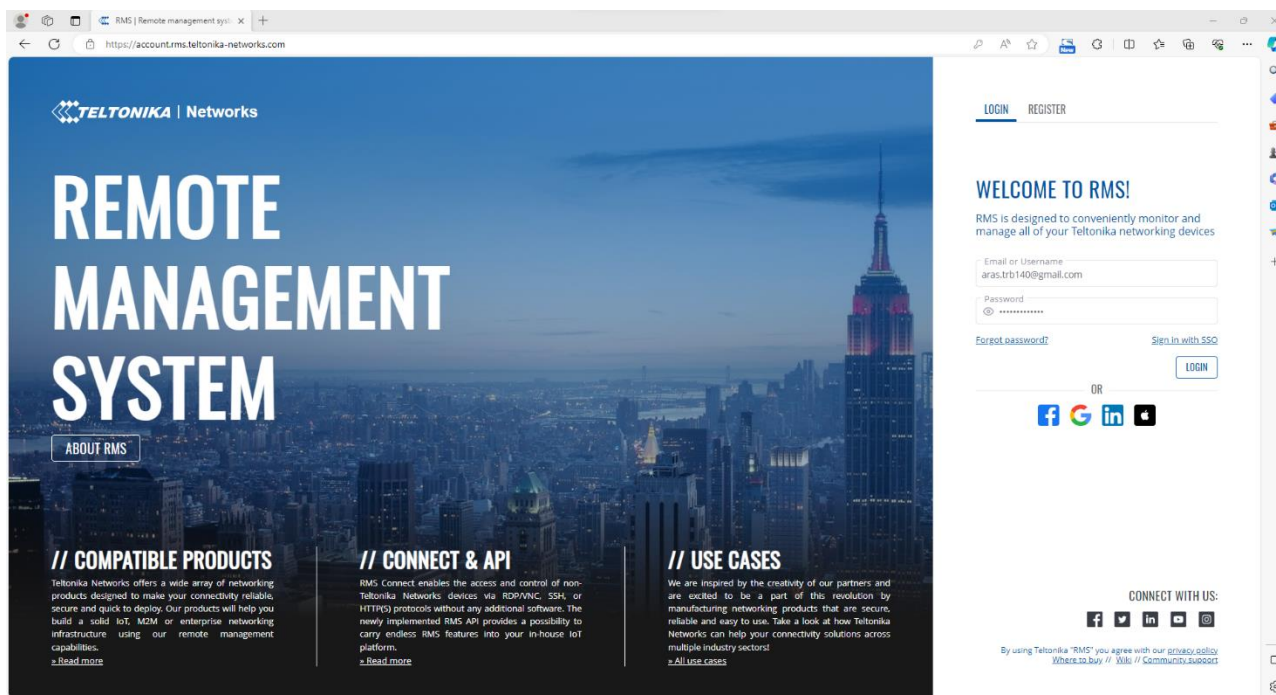 RMS | Remote management syst
https://account.rms.teltonika-networks.com
New
TELTONIKA | Networks
REMOTE
MANAGEMENT
SYSTEM
ABOUT RMS
// COMPATIBLE PRODUCTS
Teltonika Networks offers a wide array of networking
products designed to make your connectivity reliable,
secure and quick to deploy. Our products will help you
build a solid IoT, M2M or enterprise networking
infrastructure using our remote management
capabilities.
» Read more
// CONNECT & API
RMS Connect enables the access and control of non-
Teltonika Networks devices via RDP/VNC, SSH, or
HTTP(S) protocols without any additional software. The
newly implemented RMS API provides a possibility to
carry endless RMS features into your in-house IoT
platform.
» Read more
// USE CASES
We are inspired by the creativity of our partners and
are excited to be a part of this revolution by
manufacturing networking products that are secure,
reliable and easy to use. Take a look at how Teltonika
Networks can help your connectivity solutions across
multiple industry sectors!
» All use cases
LOGIN REGISTER
WELCOME TO RMS!
RMS is designed to conveniently monitor and
manage all of your Teltonika networking devices
Email or Username
aras.trb140@gmail.com
Password
•••••••••••••
Forgot password? Sign in with SSO
LOGIN
OR
CONNECT WITH US:
By using Teltonika "RMS" you agree with our privacy policy
Where to buy // Wiki // Community support